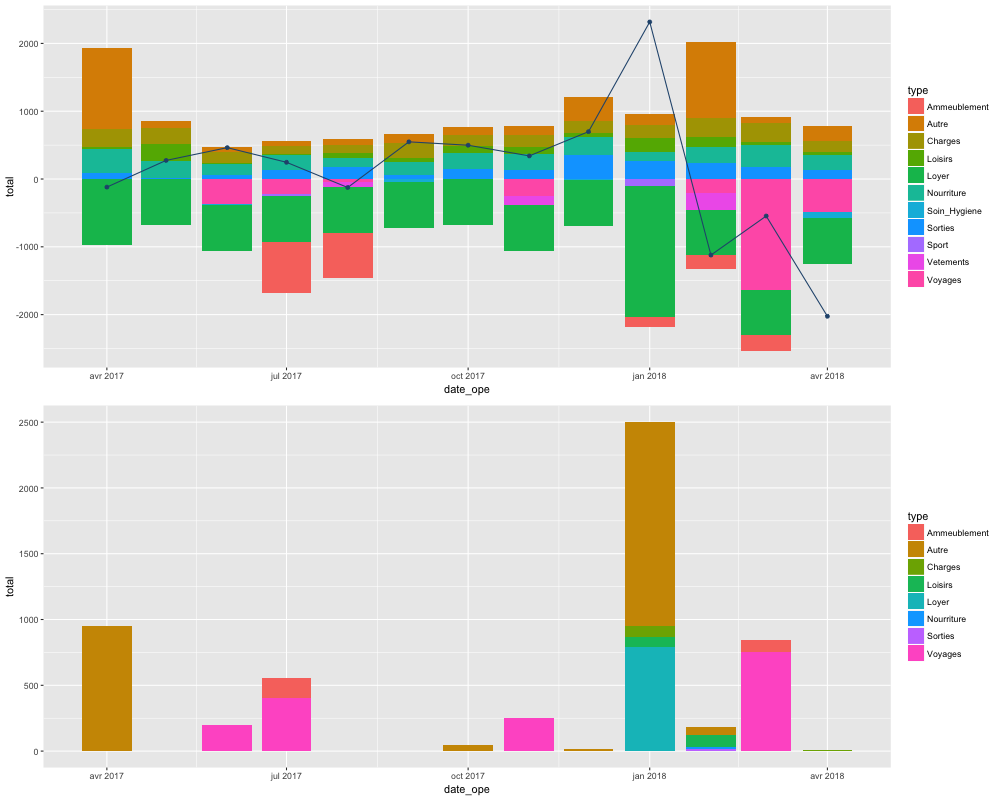 2000
1000
0
-1000
-2000
total
avr 2017
jul 2017
oct 2017
jan 2018
avr 2018
date_ope
type
Ammeublement
Autre
Charges
Loisirs
Loyer
Nourriture
Soin_Hygiene
Sorties
Sport
Vetements
Voyages
2500
2000
1500
1000
500
0
total
avr 2017
jul 2017
oct 2017
jan 2018
avr 2018
date_ope
type
Ammeublement
Autre
Charges
Loisirs
Loyer
Nourriture
Sorties
Voyages